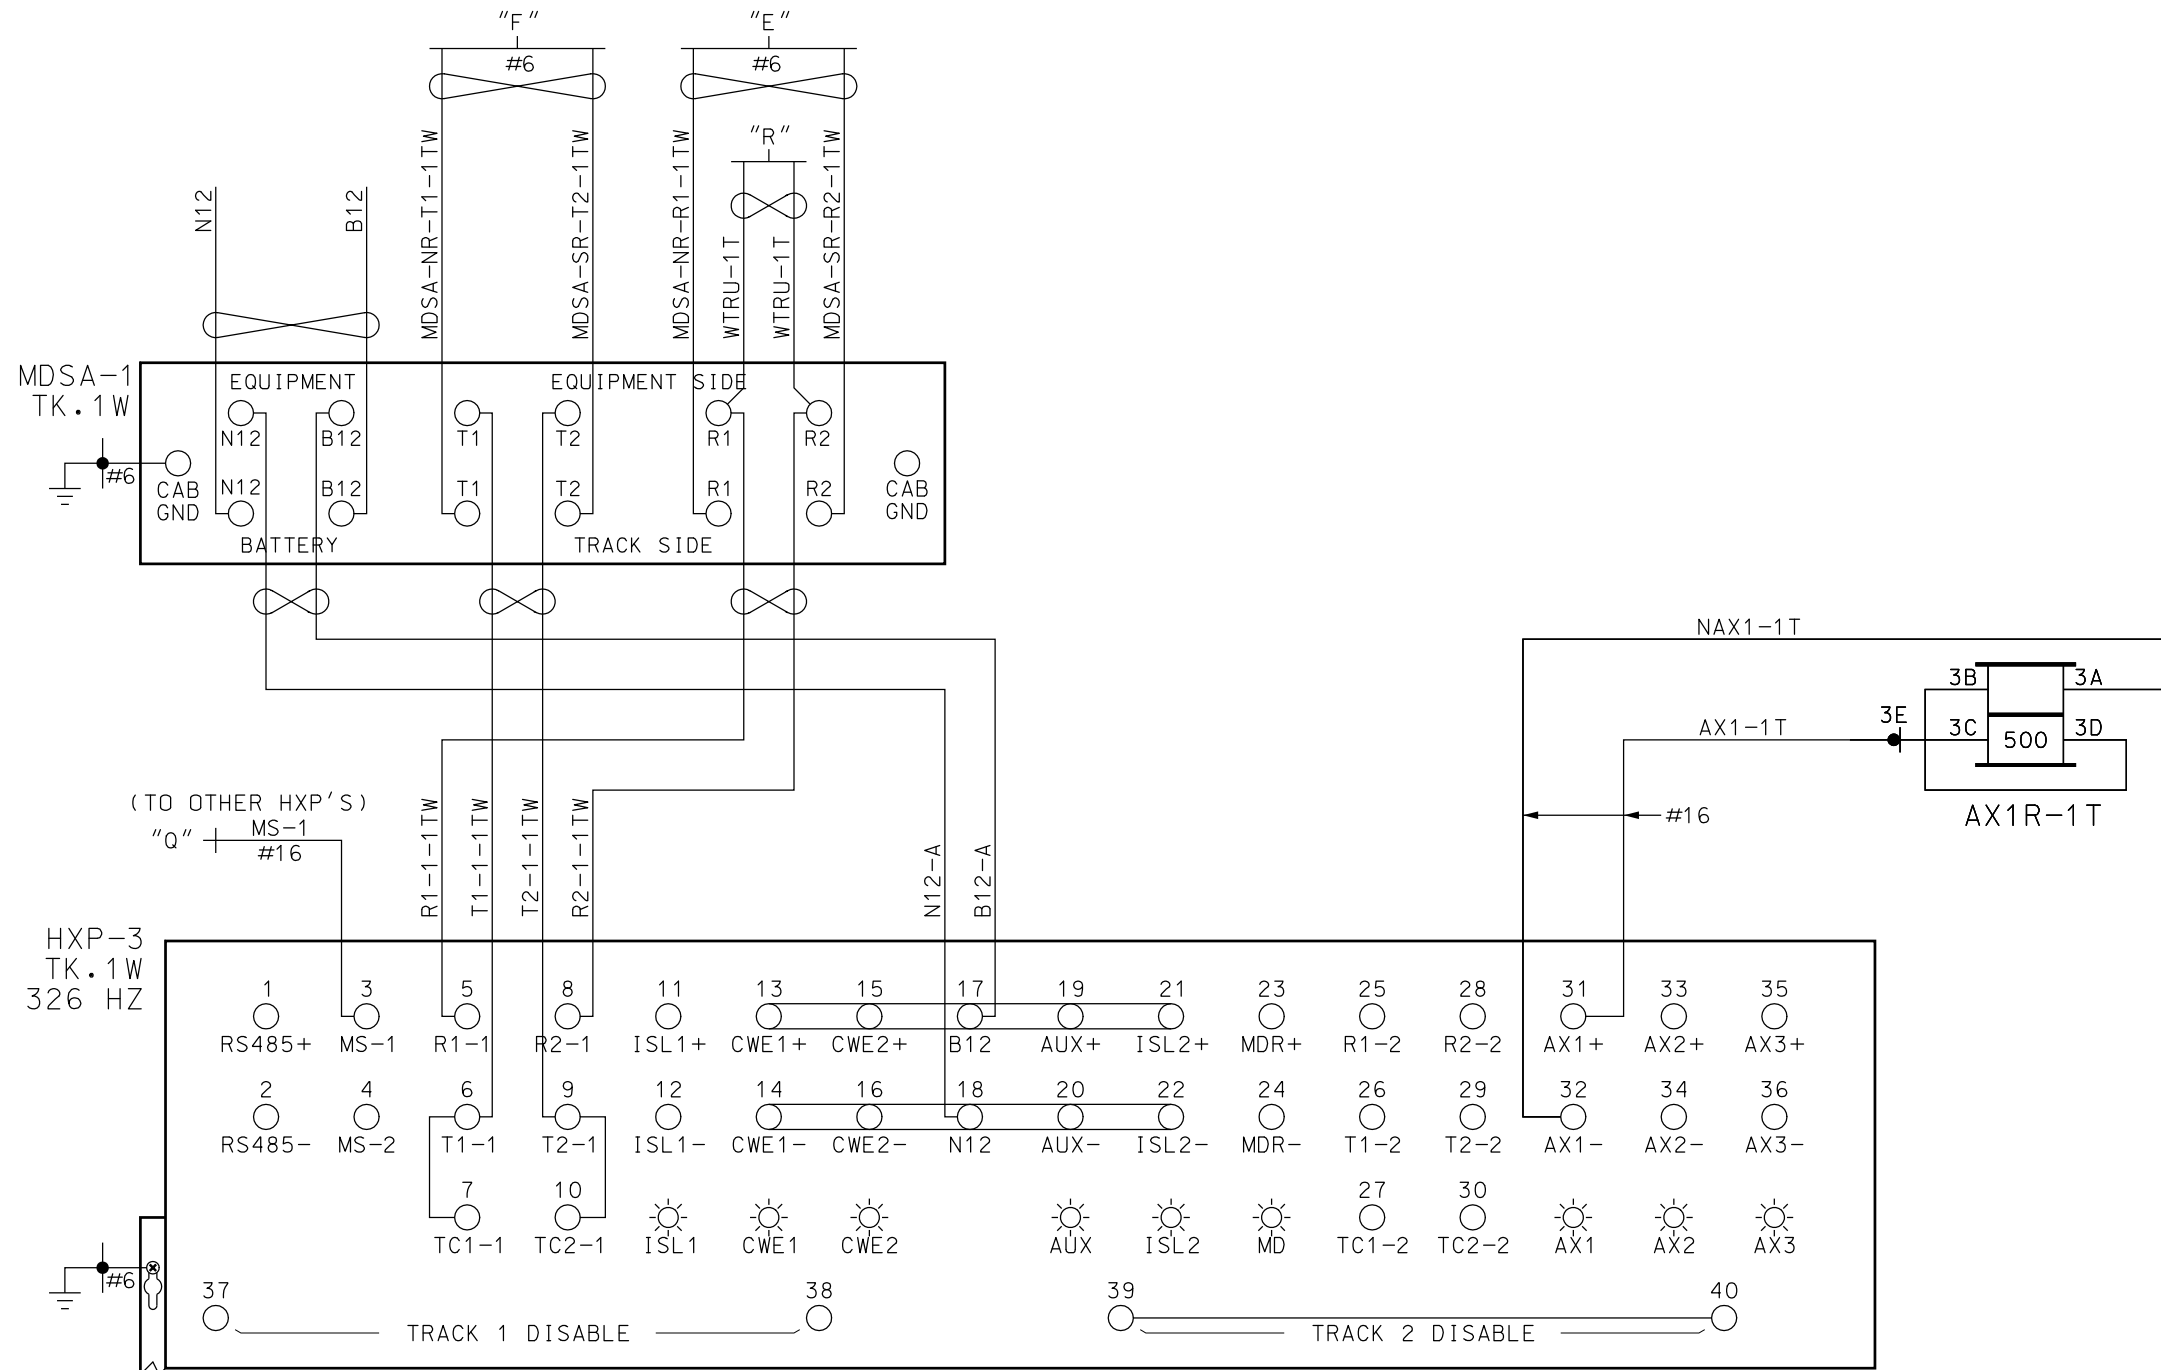 "F"
#6
"E"
#6
"R"
N12
B12
MDSA-NR-T1-1TW
MDSA-SR-T2-1TW
MDSA-NR-R1-1TW
WTRU-1T
WTRU-1T
MDSA-SR-R2-1TW
MDSA-1
TK.1W
EQUIPMENT
EQUIPMENT SIDE
N12
B12
T1
T2
R1
R2
#6
CAB
GND
N12
B12
T1
T2
R1
R2
CAB
GND
BATTERY
TRACK SIDE
NAX1-1T
3B
3A
AX1-1T
3E
3C
500
3D
AX1R-1T
#16
(TO OTHER HXP'S)
"Q"
MS-1
#16
R1-1-1TW
T1-1-1TW
T2-1-1TW
R2-1-1TW
N12-A
B12-A
HXP-3
TK.1W
326 HZ
1 3 5 8 11 13 15 17 19 21 23 25 28 31 33 35
RS485+ MS-1 R1-1 R2-1 ISL1+ CWE1+ CWE2+ B12 AUX+ ISL2+ MDR+ R1-2 R2-2 AX1+ AX2+ AX3+
2 4 6 9 12 14 16 18 20 22 24 26 29 32 34 36
RS485- MS-2 T1-1 T2-1 ISL1- CWE1- CWE2- N12 AUX- ISL2- MDR- T1-2 T2-2 AX1- AX2- AX3-
7 10 27 30
TC1-1 TC2-1 ISL1 CWE1 CWE2 AUX ISL2 MD TC1-2 TC2-2 AX1 AX2 AX3
#6
37 38 39 40
TRACK 1 DISABLE
TRACK 2 DISABLE